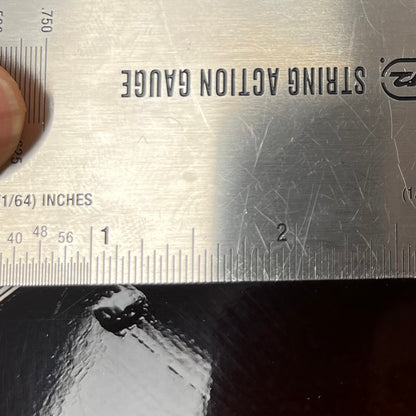 .750
STRING ACTION GAUGE
1/64) INCHES
40 48 56 1 2